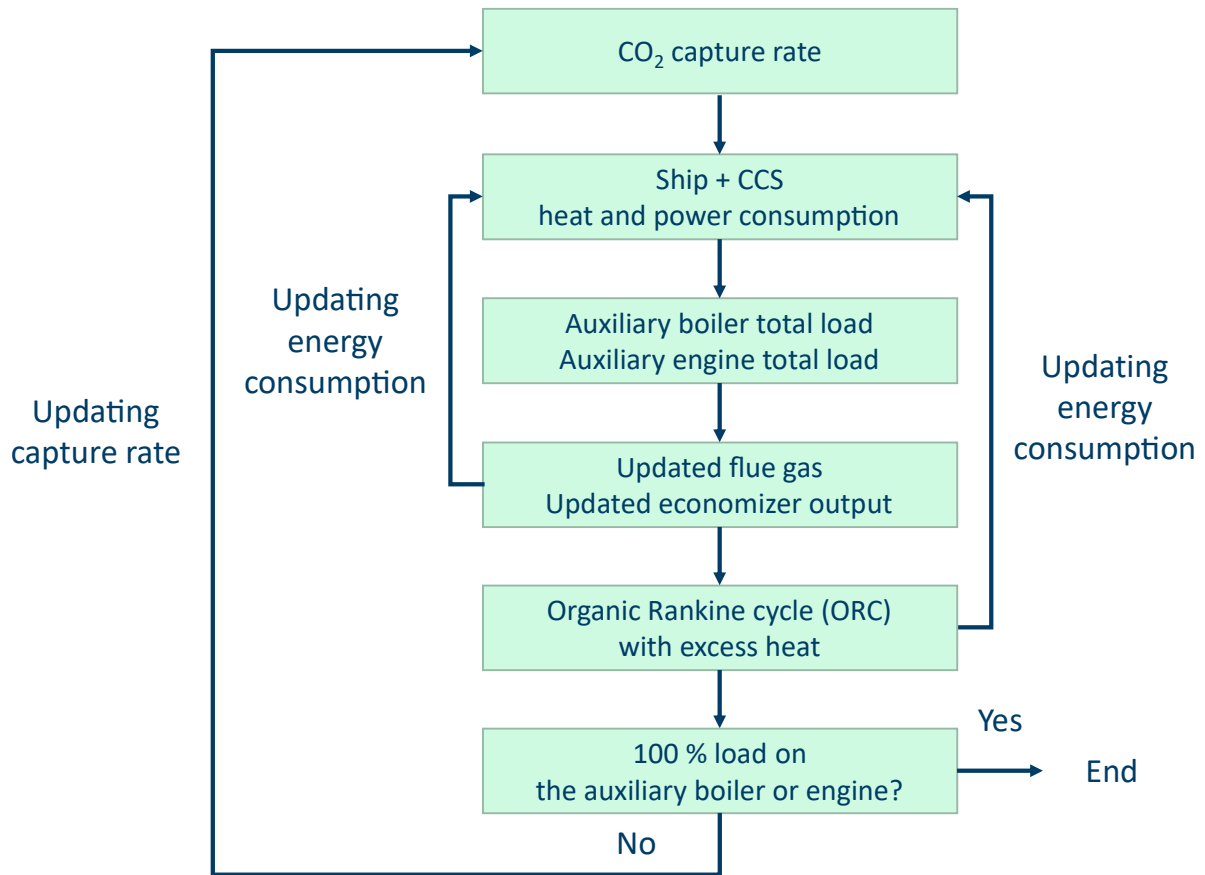 CO₂ capture rate
Ship + CCS
heat and power consumption
Updating
energy
consumption
Auxiliary boiler total load
Auxiliary engine total load
Updating
energy
consumption
Updating
capture rate
Updated flue gas
Updated economizer output
Organic Rankine cycle (ORC)
with excess heat
100 % load on
the auxiliary boiler or engine?
Yes
End
No